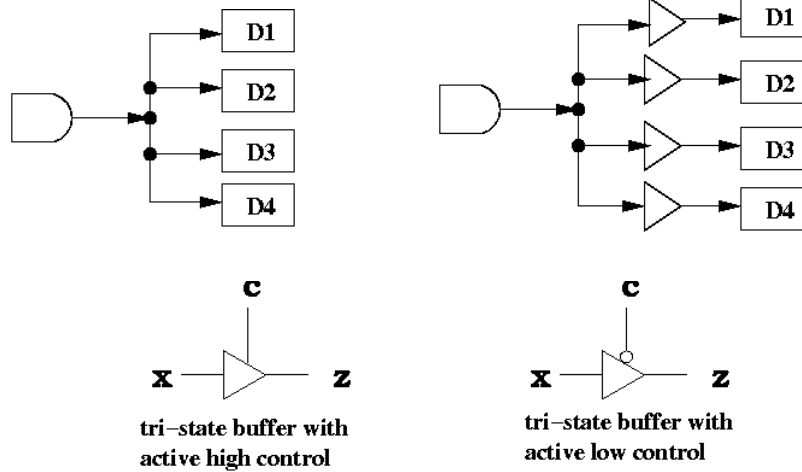 D1
D2
D3
D4
D1
D2
D3
D4
c
x
z
tri−state buffer with
active high control
c
x
z
tri−state buffer with
active low control